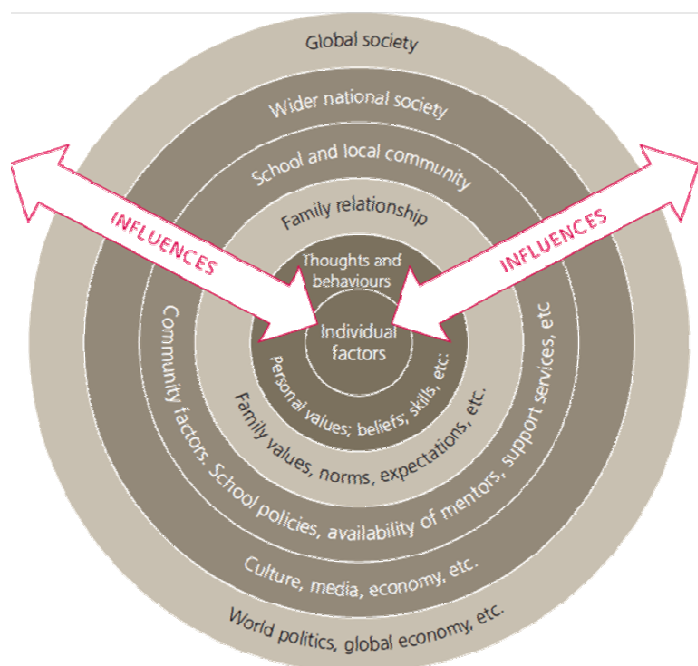 Global society
Wider national society
School and local community
Family relationship
Thoughts and
behaviours
INFLUENCES
INFLUENCES
Individual
factors
Personal values; beliefs; skills, etc.
Family values, norms, expectations, etc.
Community factors. School policies, availability of mentors, support services, etc
Culture, media, economy, etc.
World politics, global economy, etc.